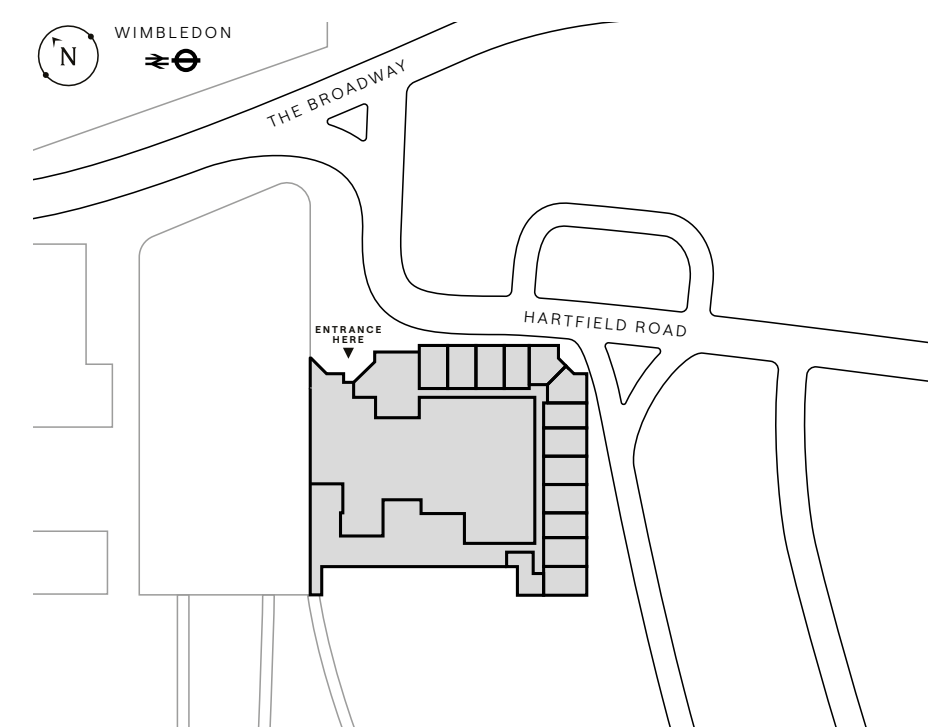 WIMBLEDON
N
THE BROADWAY
HARTFIELD ROAD
ENTRANCE
HERE